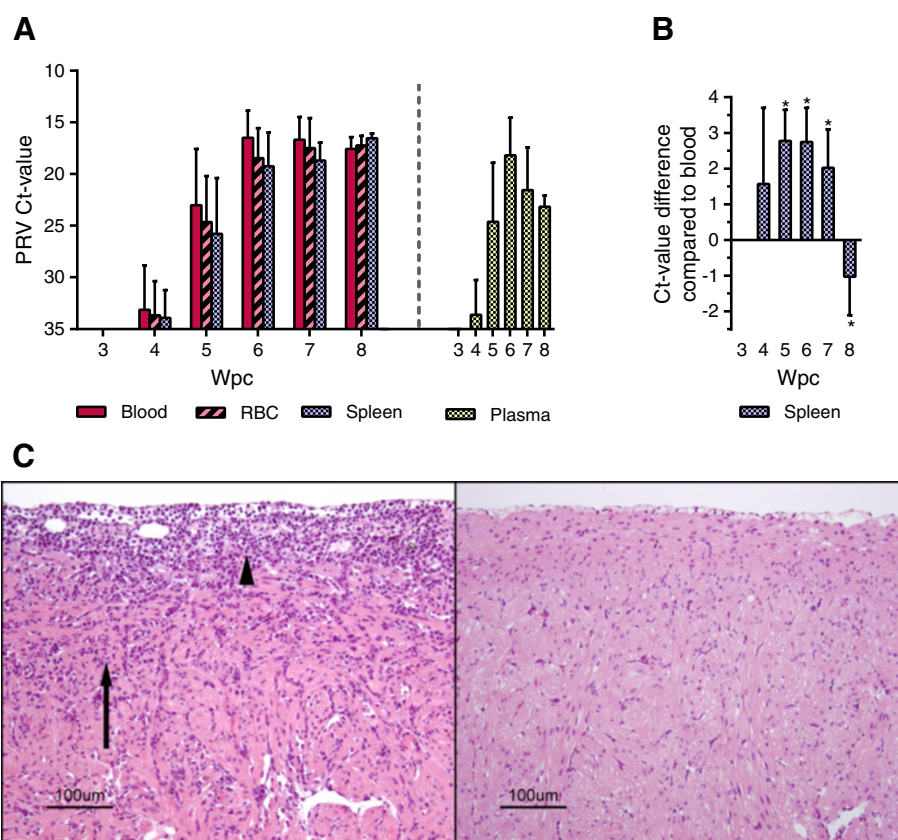 A
PRV Ct-value
10
15
20
25
30
35
3 4 5 6 7 8
Wpc
3 4 5 6 7 8
Blood RBC Spleen Plasma
B
Ct-value difference
compared to blood
4
3
2
1
0
-1
-2
* * *
*
3 4 5 6 7 8
Wpc
Spleen
C
100um
100um